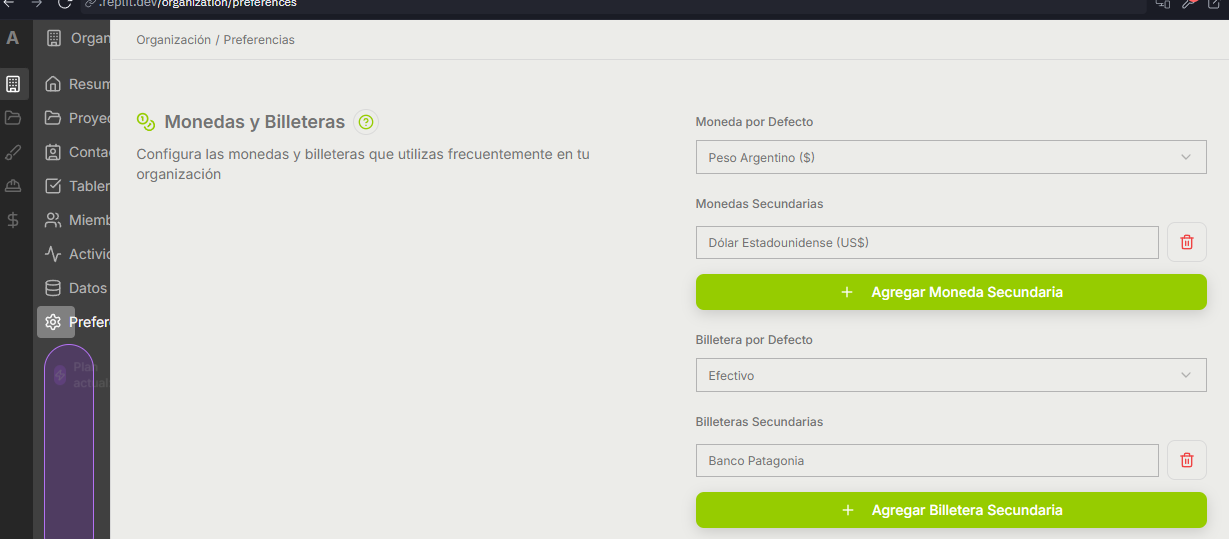 .replit.dev/organization/preferences
A
Organ
Organización / Preferencias
Resum
Proyec
Contac
Tabler
Miemb
Activid
Datos
Prefer
Plan
actual
Monedas y Billeteras
Configura las monedas y billeteras que utilizas frecuentemente en tu
organización
Moneda por Defecto
Peso Argentino ($)
Monedas Secundarias
Dólar Estadounidense (US$)
+ Agregar Moneda Secundaria
Billetera por Defecto
Efectivo
Billeteras Secundarias
Banco Patagonia
+ Agregar Billetera Secundaria